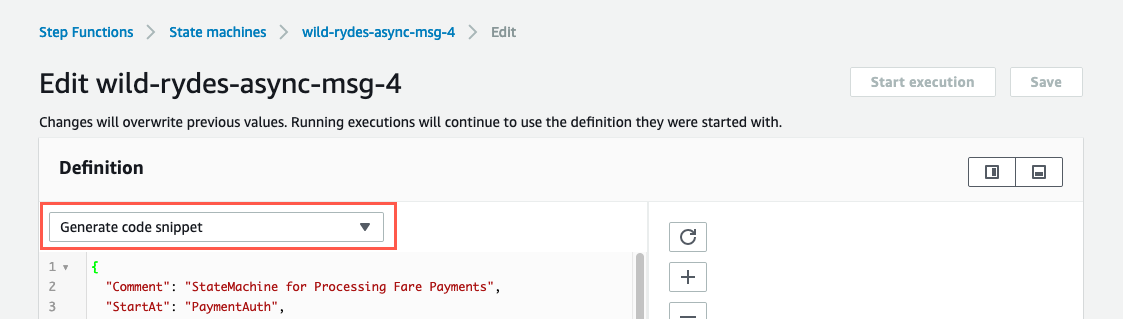 Step Functions > State machines > wild-rydes-async-msg-4 > Edit
Edit wild-rydes-async-msg-4
Start execution
Save
Changes will overwrite previous values. Running executions will continue to use the definition they were started with.
Definition
Generate code snippet
1 {
2 "Comment": "StateMachine for Processing Fare Payments",
3 "StartAt": "PaymentAuth",